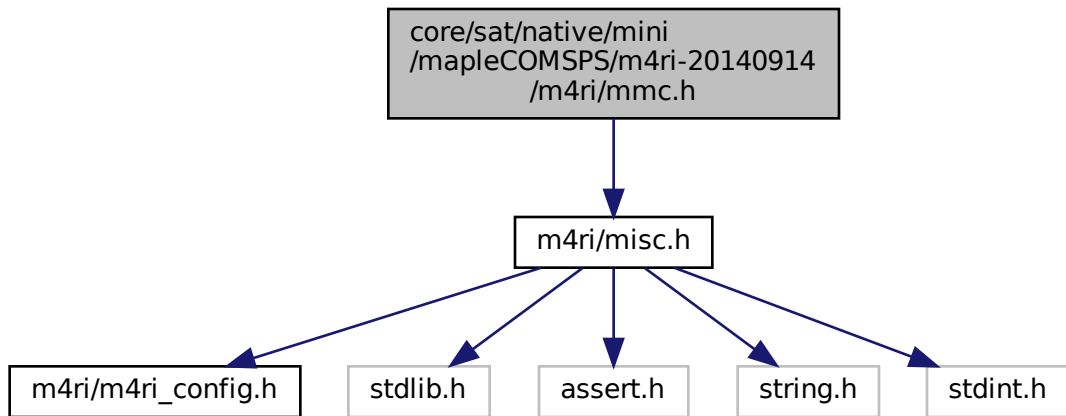 core/sat/native/mini
/mapleCOMSPS/m4ri-20140914
/m4ri/mmc.h
m4ri/misc.h
m4ri/m4ri_config.h
stdlib.h
assert.h
string.h
stdint.h